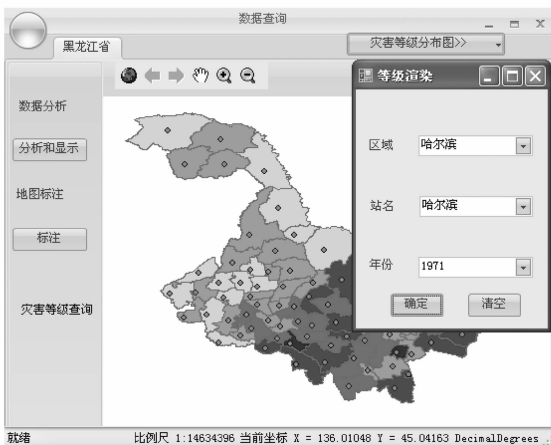 数据查询
黑龙江省
灾害等级分布图>>
等级渲染
数据分析
分析和显示
地图标注
标注
灾害等级查询
区域 哈尔滨
站名 哈尔滨
年份 1971
确定 清空
就绪 比例尺 1:14634396 当前坐标 X = 136.01048 Y = 45.04163 DecimalDegrees